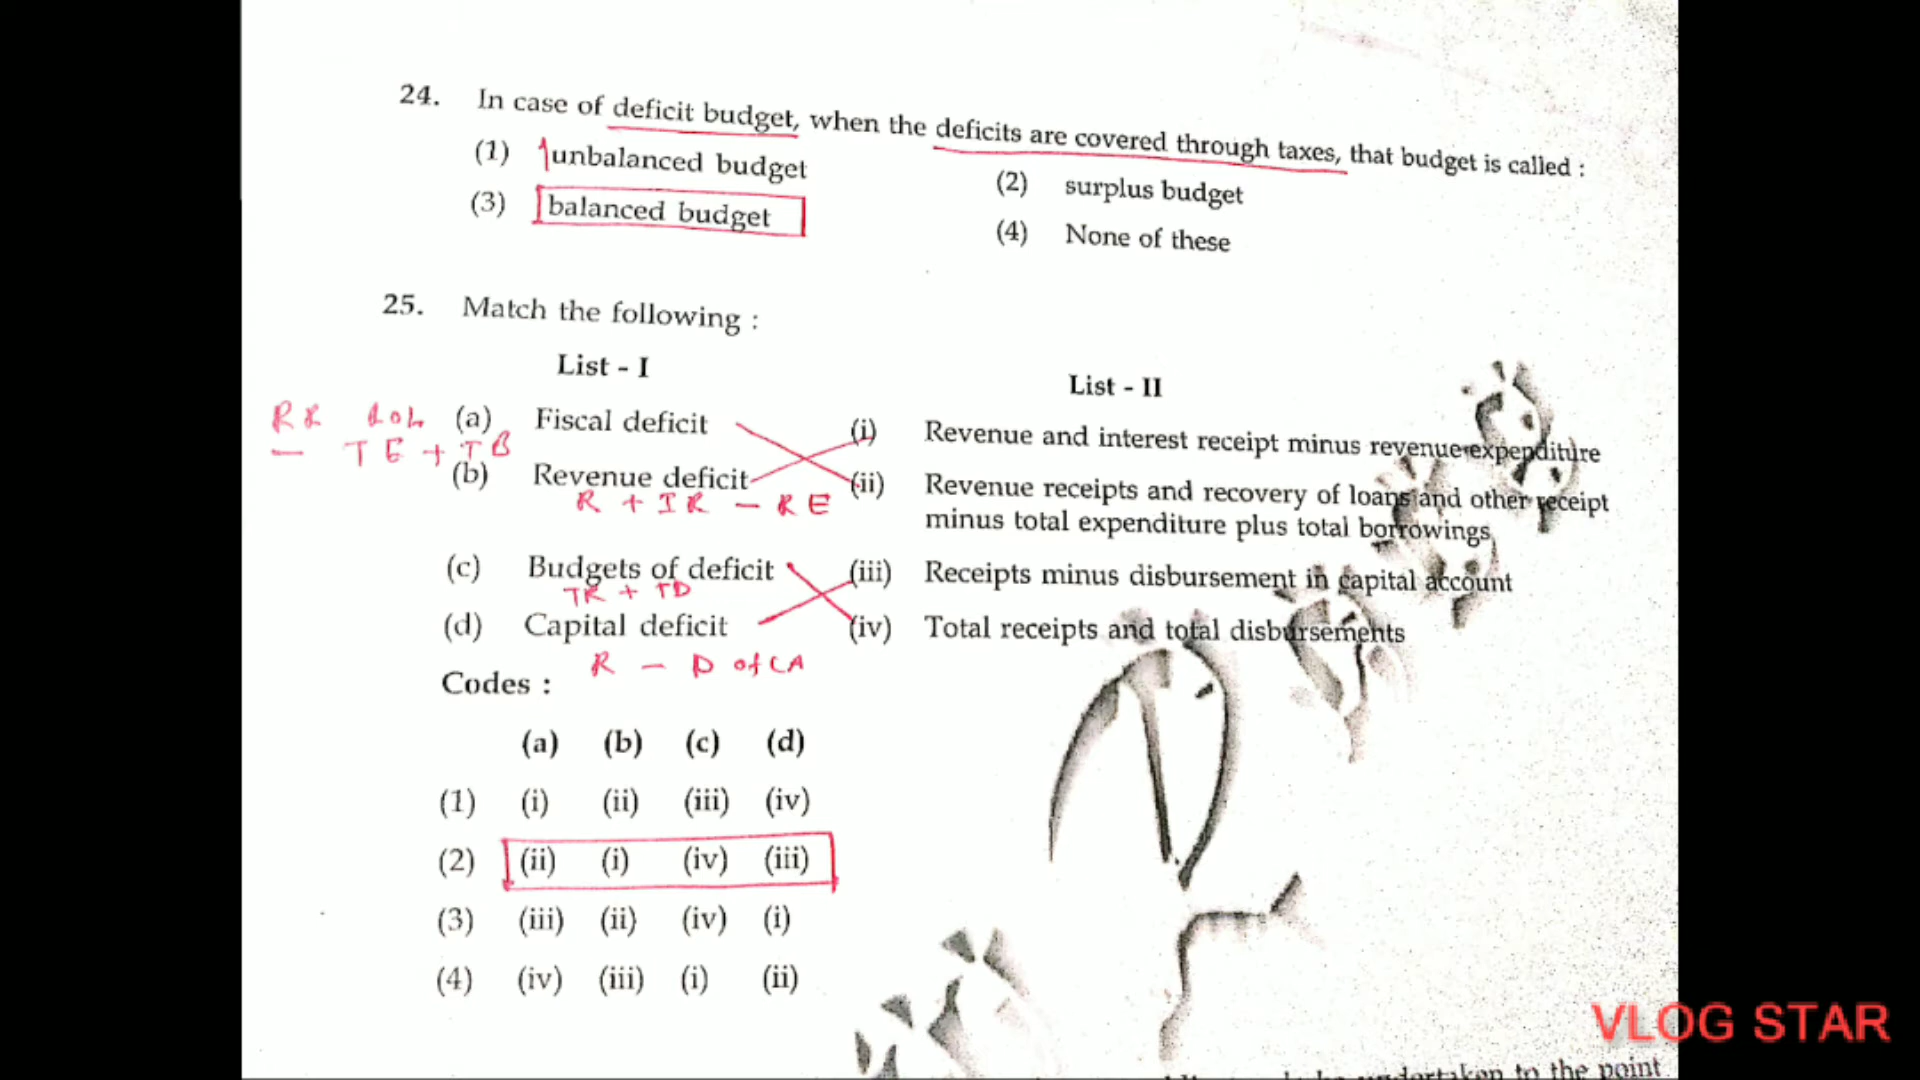 24. In case of deficit budget, when the deficits are covered through taxes, that budget is called :
(1) unbalanced budget
(2) surplus budget
(3) balanced budget
(4) None of these
25. Match the following :
List - I
List - II
(a) Fiscal deficit
(i) Revenue and interest receipt minus revenue expenditure
- TE + TB
(b) Revenue deficit
(ii) Revenue receipts and recovery of loans and other receipt
minus total expenditure plus total borrowings
R + IR - RE
(c) Budgets of deficit
(iii) Receipts minus disbursement in capital account
TR + TD
(d) Capital deficit
(iv) Total receipts and total disbursements
R - D of CA
Codes :
(a) (b) (c) (d)
(1) (i) (ii) (iii) (iv)
(2) (ii) (i) (iv) (iii)
(3) (iii) (ii) (iv) (i)
(4) (iv) (iii) (i) (ii)
VLOG STAR
to the point